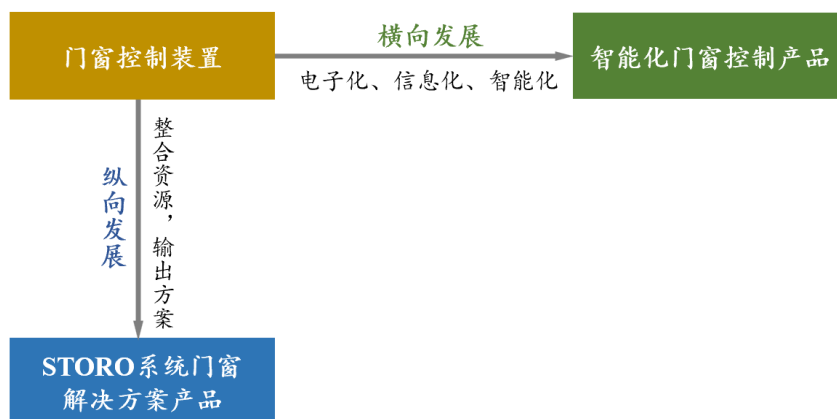 门窗控制装置
横向发展
电子化、信息化、智能化
智能化门窗控制产品
纵向发展
整合资源，输出方案
STORO系统门窗
解决方案产品